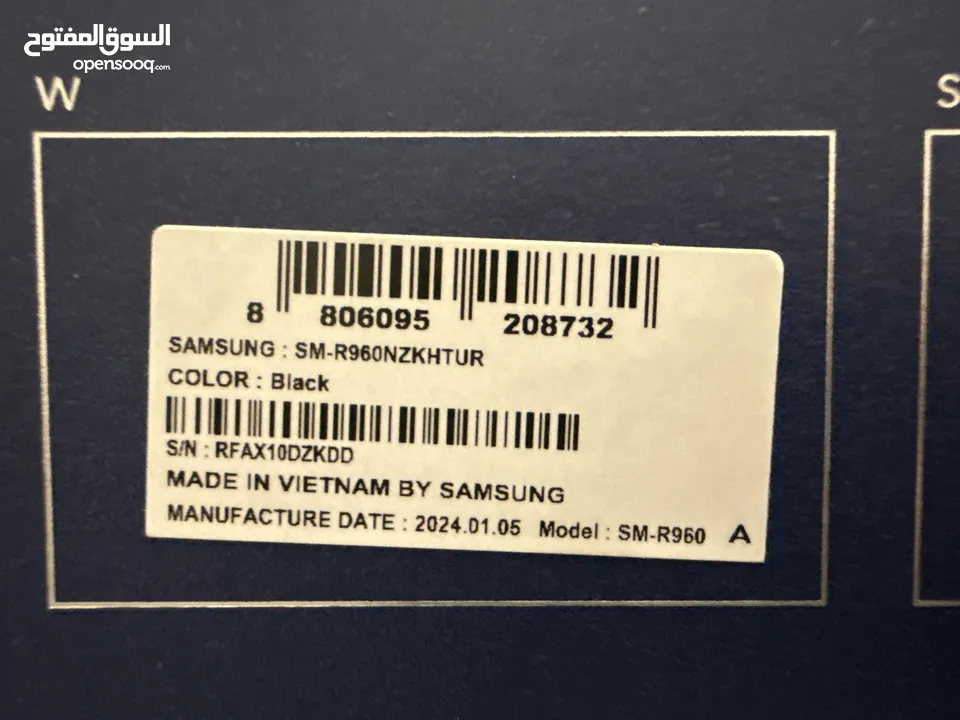 السوق المفتوح
opensooq.com
W
S
8 806095 208732
SAMSUNG : SM-R960NZKHTUR
COLOR : Black
S/N : RFAX10DZKDD
MADE IN VIETNAM BY SAMSUNG
MANUFACTURE DATE : 2024.01.05 Model : SM-R960 A